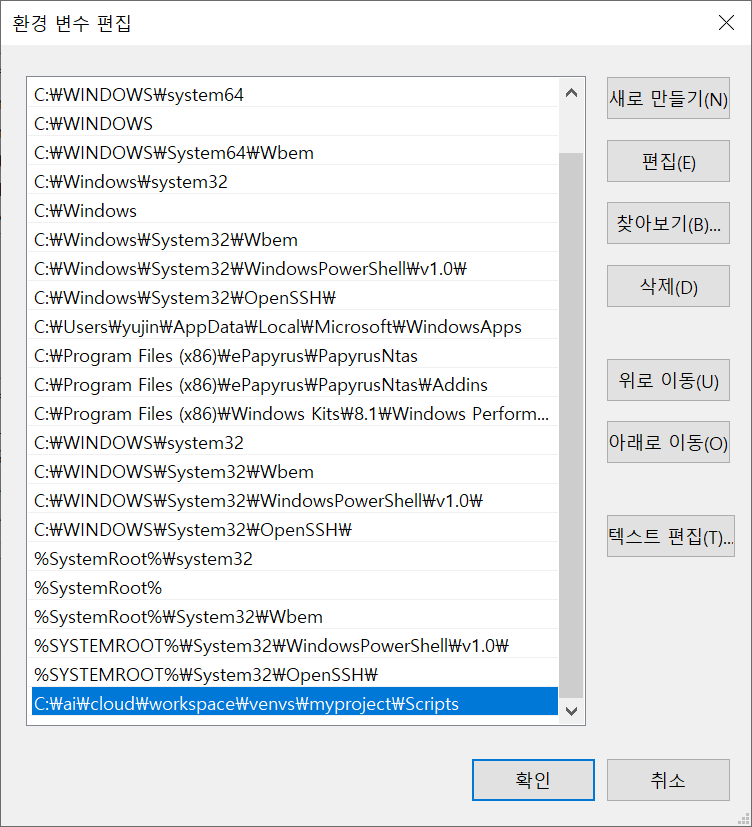 환경 변수 편집
C:₩WINDOWS₩system64
C:₩WINDOWS
C:₩WINDOWS₩System64₩Wbem
C:₩Windows₩system32
C:₩Windows
C:₩Windows₩System32₩Wbem
C:₩Windows₩System32₩WindowsPowerShell₩v1.0₩
C:₩Windows₩System32₩OpenSSH₩
C:₩Users₩yujin₩AppData₩Local₩Microsoft₩WindowsApps
C:₩Program Files (x86)₩ePapyrus₩PapyrusNtas
C:₩Program Files (x86)₩ePapyrus₩PapyrusNtas₩Addins
C:₩Program Files (x86)₩Windows Kits₩8.1₩Windows Perform...
C:₩WINDOWS₩system32
C:₩WINDOWS₩System32₩Wbem
C:₩WINDOWS₩System32₩WindowsPowerShell₩v1.0₩
C:₩WINDOWS₩System32₩OpenSSH₩
%SystemRoot%₩system32
%SystemRoot%
%SystemRoot%₩System32₩Wbem
%SYSTEMROOT%₩System32₩WindowsPowerShell₩v1.0₩
%SYSTEMROOT%₩System32₩OpenSSH₩
C:₩ai₩cloud₩workspace₩venvs₩myproject₩Scripts
새로 만들기(N)
편집(E)
찾아보기(B)...
삭제(D)
위로 이동(U)
아래로 이동(O)
텍스트 편집(T)...
확인
취소